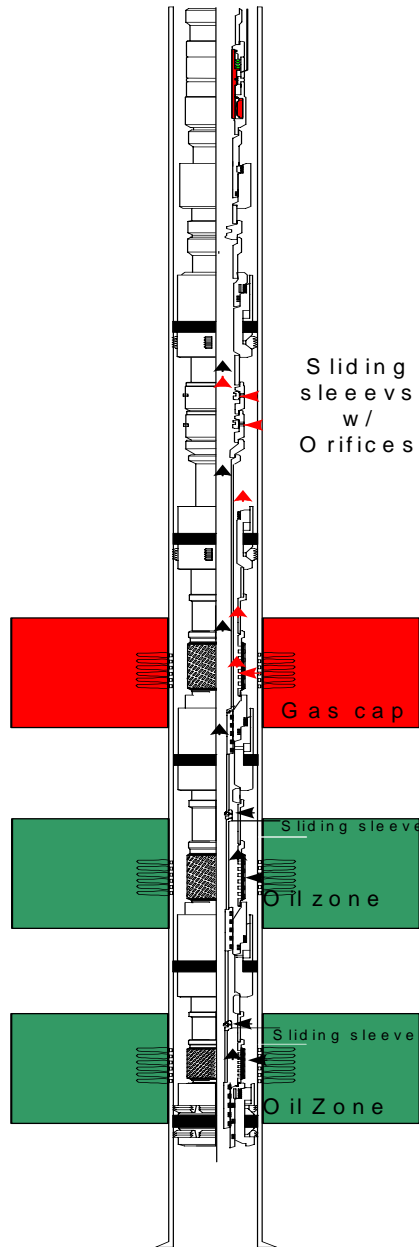 Sliding
sleeevs
w/
Orifices
Gas cap
Sliding sleeve
Oil zone
Sliding sleeve
Oil Zone